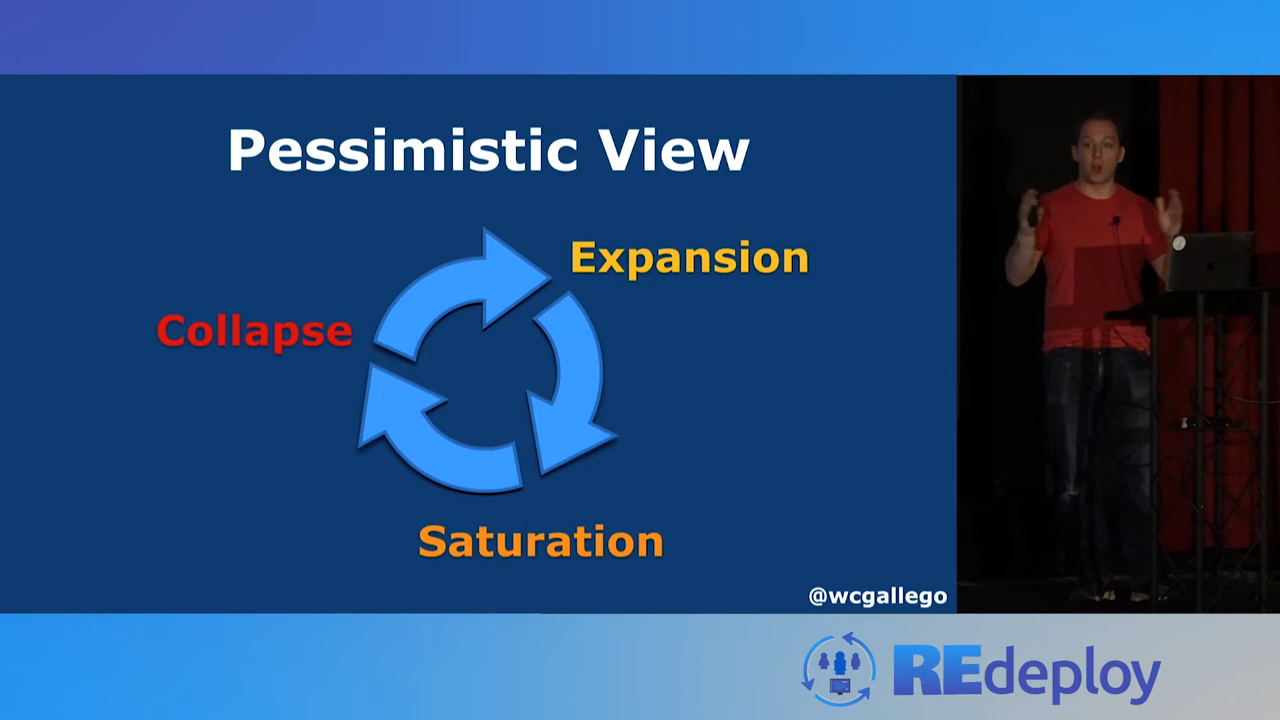 Pessimistic View
Expansion
Collapse
Saturation
@wcgallego
REdeploy